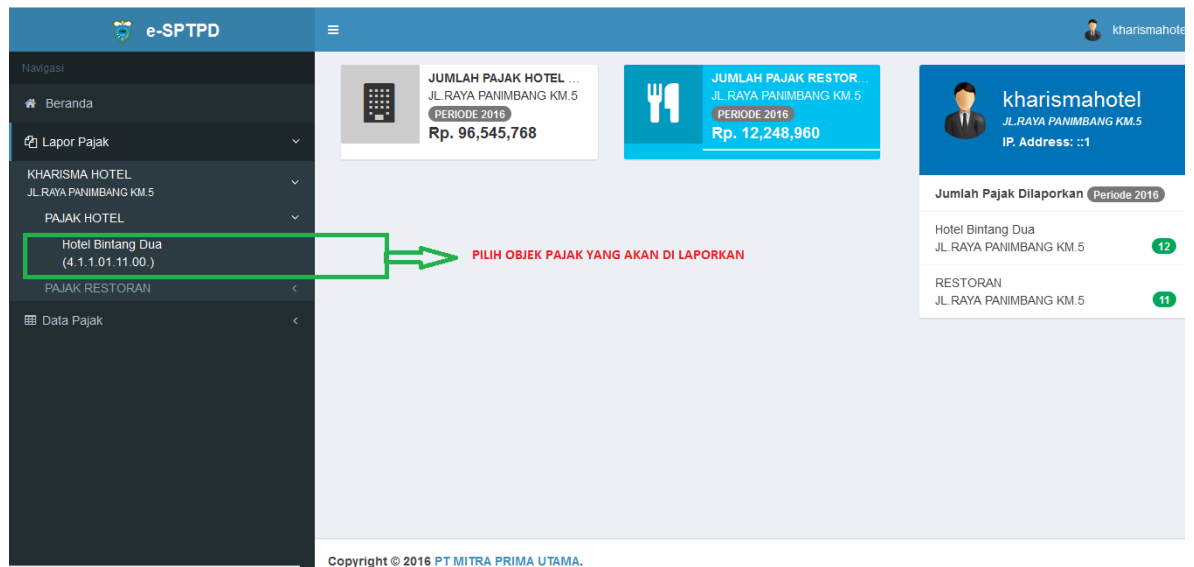 e-SPTPD
kharismahote
Navigasi
Beranda
Lapor Pajak
KHARISMA HOTEL
JL.RAYA PANIMBANG KM.5
PAJAK HOTEL
Hotel Bintang Dua
(4.1.1.01.11.00.)
PAJAK RESTORAN
Data Pajak
JUMLAH PAJAK HOTEL ...
JL.RAYA PANIMBANG KM.5
PERIODE 2016
Rp. 96,545,768
JUMLAH PAJAK RESTOR...
JL.RAYA PANIMBANG KM.5
PERIODE 2016
Rp. 12,248,960
PILIH OBJEK PAJAK YANG AKAN DI LAPORKAN
kharismahotel
JL.RAYA PANIMBANG KM.5
IP. Address: ::1
Jumlah Pajak Dilaporkan Periode 2016
Hotel Bintang Dua
JL.RAYA PANIMBANG KM.5 12
RESTORAN
JL.RAYA PANIMBANG KM.5 11
Copyright © 2016 PT MITRA PRIMA UTAMA.